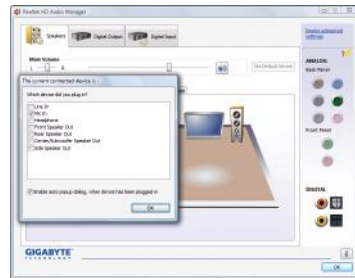 Realtek HD Audio Manager
Speakers
Digital Output
Digital Input
Device advanced
settings
Main Volume
L
R
Set Default Device
ANALOG
Back Panel
The current connected device is :
Which device did you plug in?
Line In
Mic In
Headphone
Front Speaker Out
Rear Speaker Out
Center/Subwoofer Speaker Out
Side Speaker Out
Enable auto popup dialog, when device has been plugged in
OK
Front Panel
DIGITAL
GIGABYTE
TECHNOLOGY
OK